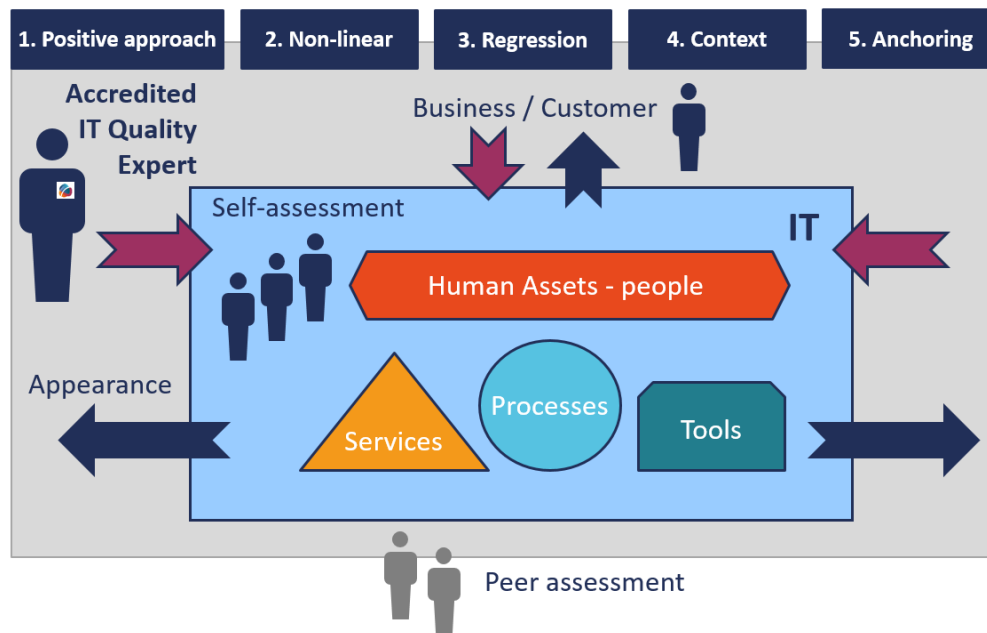 1. Positive approach
2. Non-linear
3. Regression
4. Context
5. Anchoring
Accredited
IT Quality
Expert
Business / Customer
Self-assessment
IT
Human Assets - people
Appearance
Services
Processes
Tools
Peer assessment